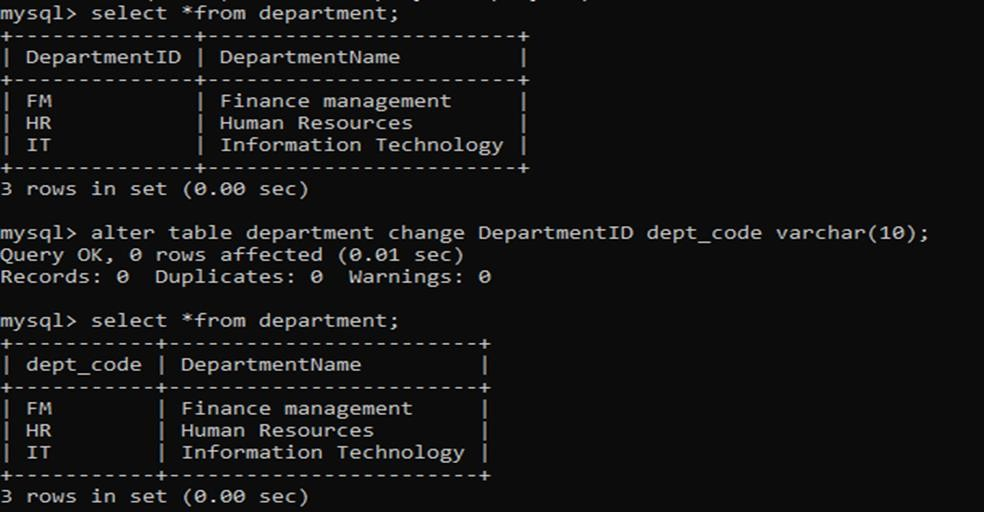 mysql> select *from department;
+--------------+------------------------+
| DepartmentID | DepartmentName         |
+--------------+------------------------+
| FM           | Finance management     |
| HR           | Human Resources        |
| IT           | Information Technology |
+--------------+------------------------+
3 rows in set (0.00 sec)

mysql> alter table department change DepartmentID dept_code varchar(10);
Query OK, 0 rows affected (0.01 sec)
Records: 0  Duplicates: 0  Warnings: 0

mysql> select *from department;
+-----------+------------------------+
| dept_code | DepartmentName         |
+-----------+------------------------+
| FM        | Finance management     |
| HR        | Human Resources        |
| IT        | Information Technology |
+-----------+------------------------+
3 rows in set (0.00 sec)